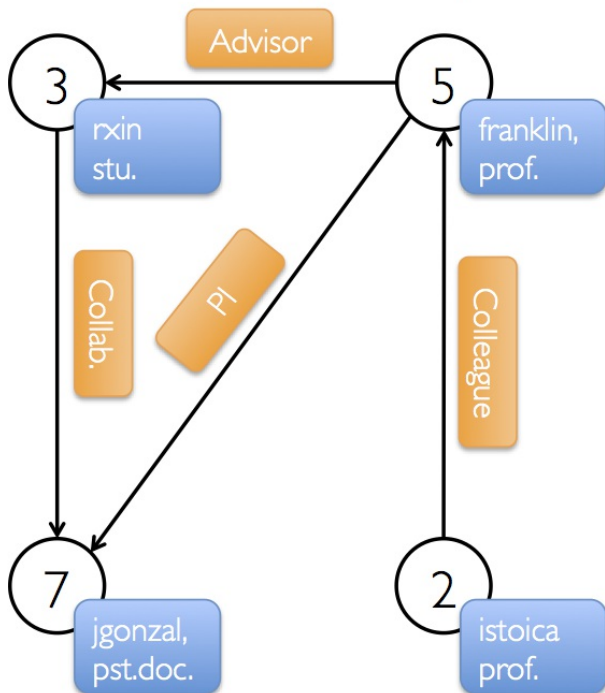 Advisor
3
5
rxin
stu.
franklin,
prof.
Collab.
PI
Colleague
7
2
jgonzal,
pst.doc.
istoica
prof.